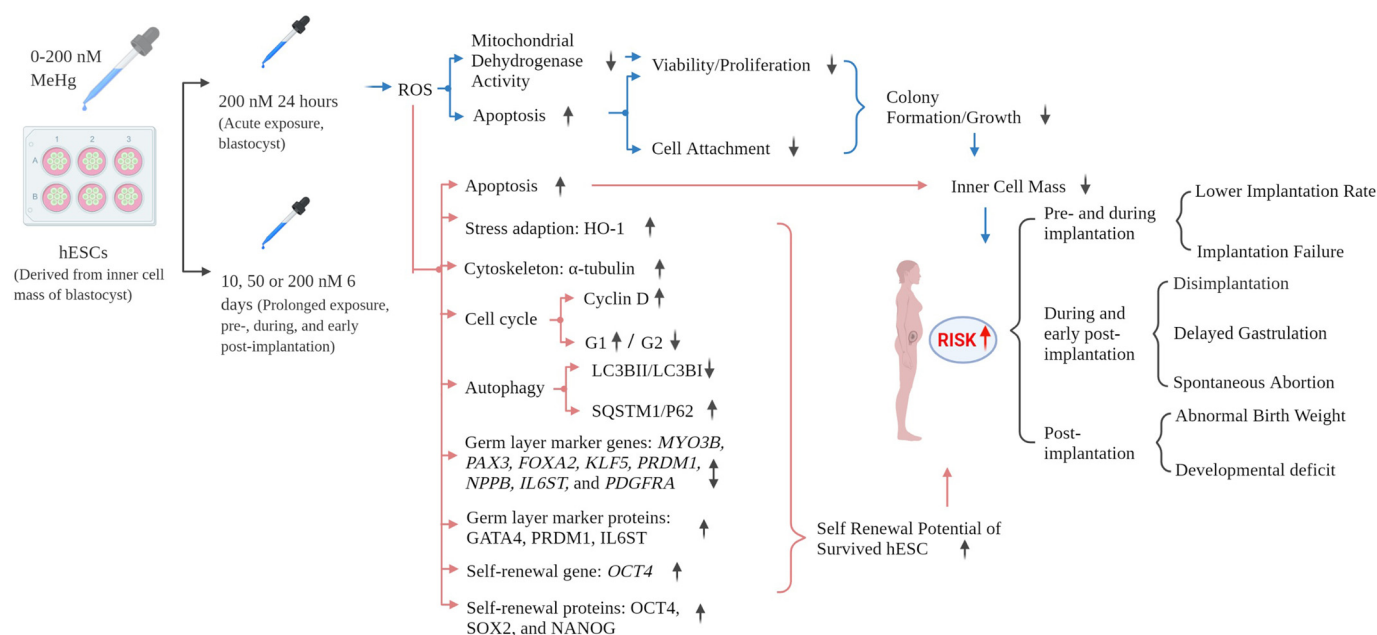 0-200 nM
MeHg
1 2 3
A
B
hESCs
(Derived from inner cell
mass of blastocyst)
200 nM 24 hours
(Acute exposure,
blastocyst)
10, 50 or 200 nM 6
days (Prolonged exposure,
pre-, during, and early
post-implantation)
ROS
Mitochondrial
Dehydrogenase
Activity
Apoptosis
Viability/Proliferation
Cell Attachment
Colony
Formation/Growth
Apoptosis
Inner Cell Mass
Stress adaption: HO-1
Cytoskeleton: α-tubulin
Cell cycle
Cyclin D
G1 / G2
Autophagy
LC3BII/LC3BI
SQSTM1/P62
Germ layer marker genes: MYO3B,
PAX3, FOXA2, KLF5, PRDM1,
NPPB, IL6ST, and PDGFRA
Germ layer marker proteins:
GATA4, PRDM1, IL6ST
Self-renewal gene: OCT4
Self-renewal proteins: OCT4,
SOX2, and NANOG
Self Renewal Potential of
Survived hESC
RISK
Pre- and during
implantation
Lower Implantation Rate
Implantation Failure
During and
early post-
implantation
Disimplantation
Delayed Gastrulation
Spontaneous Abortion
Post-
implantation
Abnormal Birth Weight
Developmental deficit